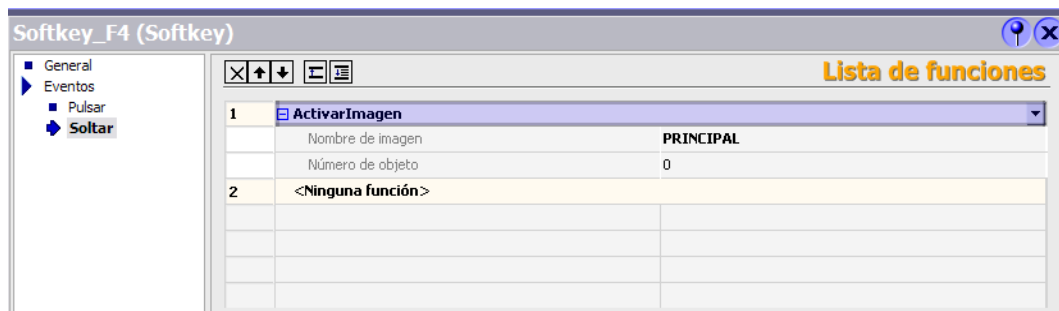 Softkey_F4 (Softkey)
General
Eventos
Pulsar
Soltar
Lista de funciones
1 ActivarImagen
Nombre de imagen PRINCIPAL
Número de objeto 0
2 <Ninguna función>